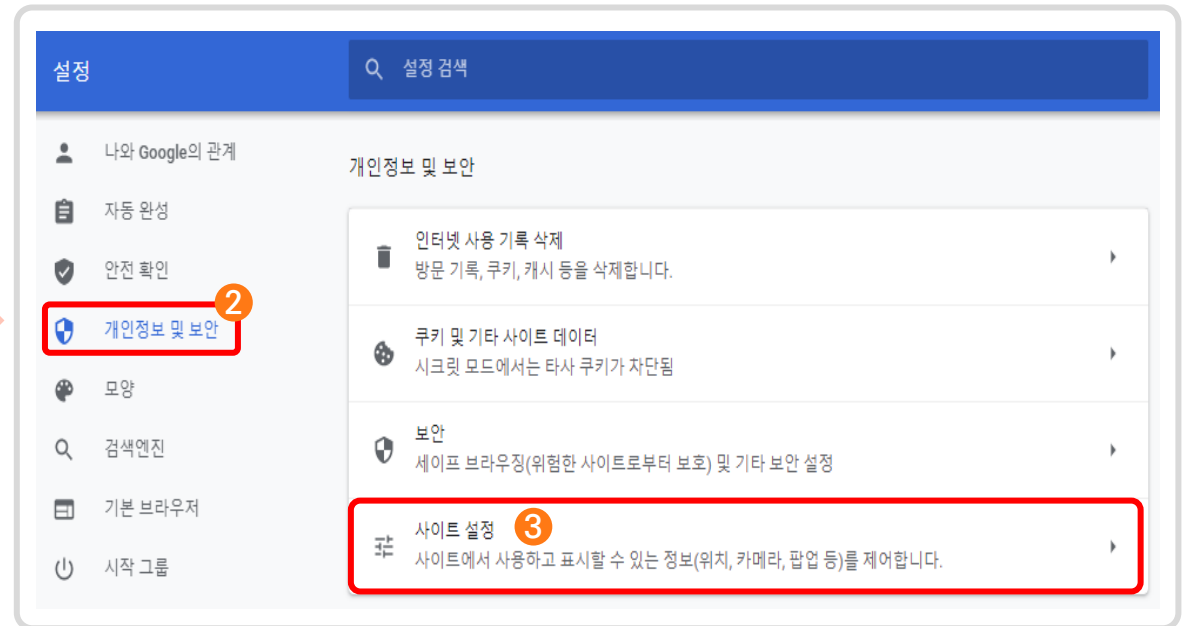 설정
설정 검색
나와 Google의 관계
자동 완성
안전 확인
2
개인정보 및 보안
모양
검색엔진
기본 브라우저
시작 그룹
개인정보 및 보안
인터넷 사용 기록 삭제
방문 기록, 쿠키, 캐시 등을 삭제합니다.
쿠키 및 기타 사이트 데이터
시크릿 모드에서는 타사 쿠키가 차단됨
보안
세이프 브라우징(위험한 사이트로부터 보호) 및 기타 보안 설정
사이트 설정 3
사이트에서 사용하고 표시할 수 있는 정보(위치, 카메라, 팝업 등)를 제어합니다.